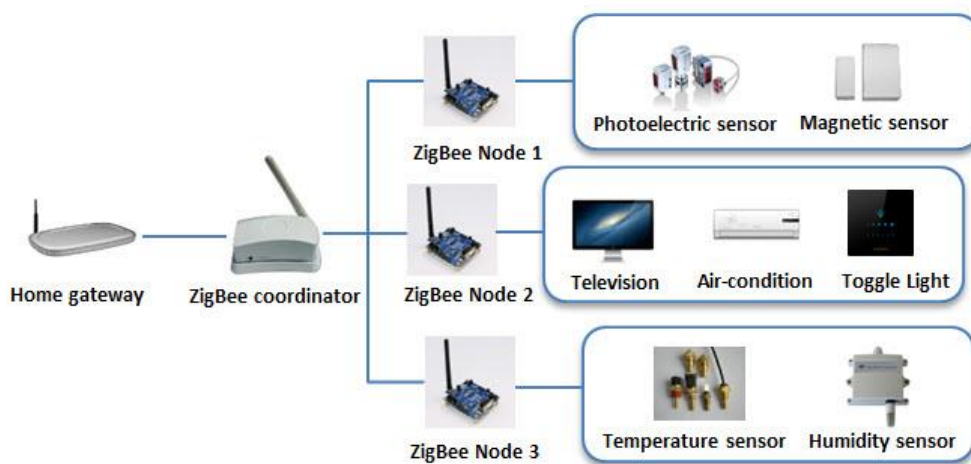 Photoelectric sensor
Magnetic sensor
ZigBee Node 1
Home gateway
ZigBee coordinator
ZigBee Node 2
Television
Air-condition
Toggle Light
ZigBee Node 3
Temperature sensor
Humidity sensor